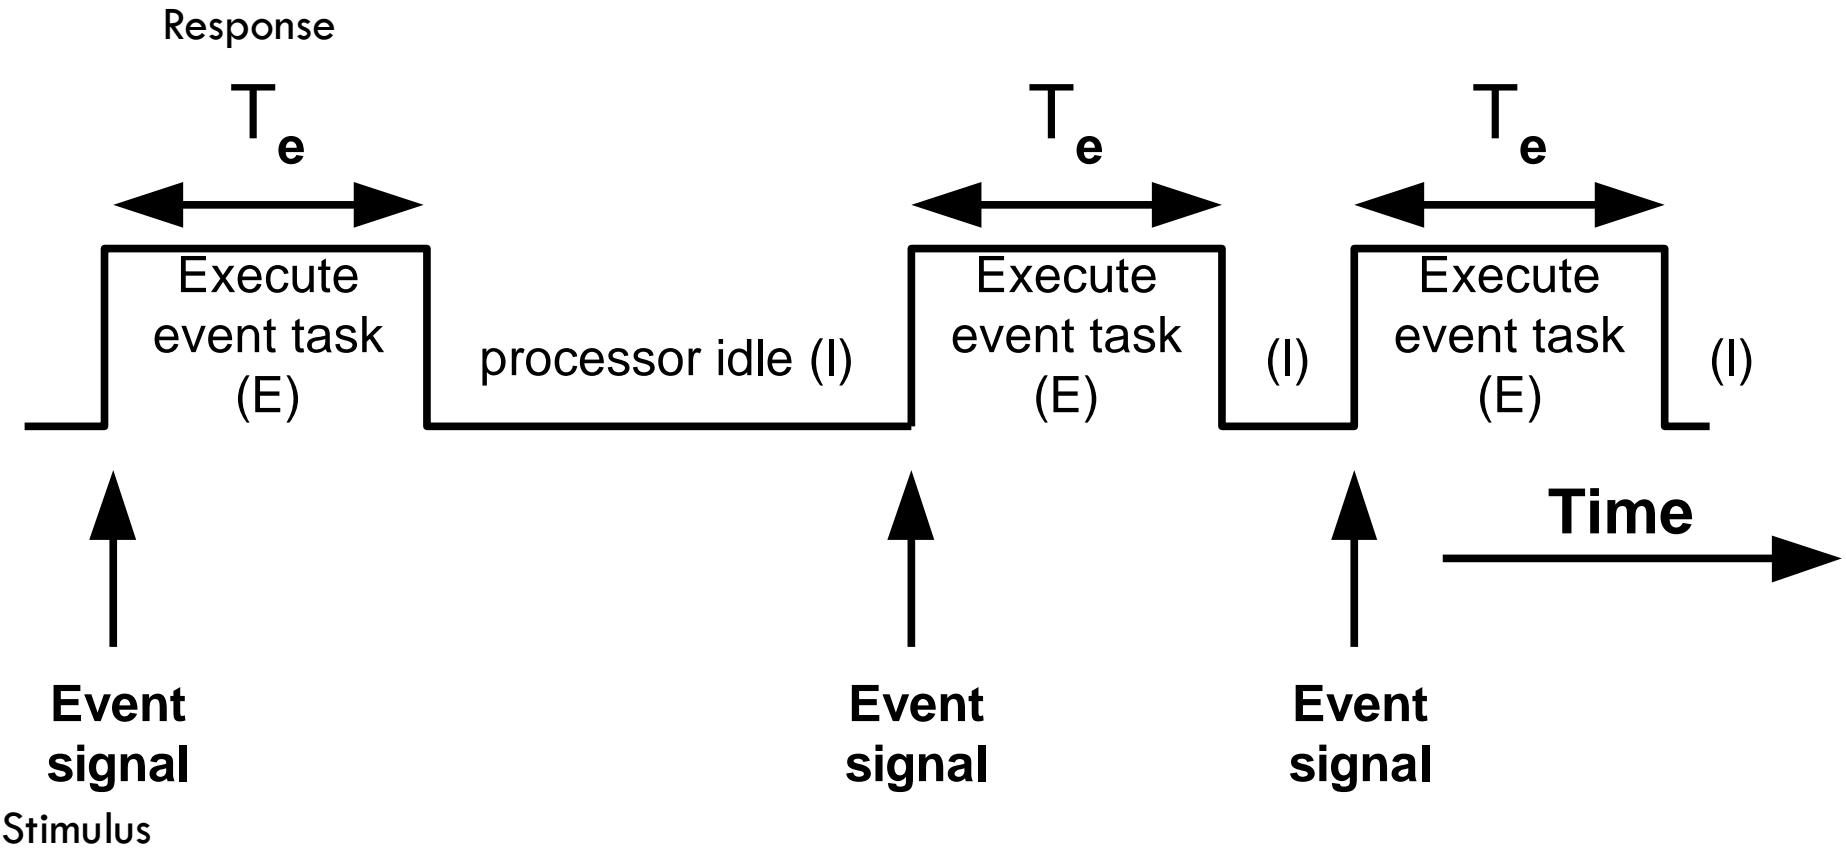 Response
Te
Te
Te
Execute
event task
(E)
processor idle (I)
Execute
event task
(E)
(I)
Execute
event task
(E)
(I)
Time
Event
signal
Event
signal
Event
signal
Stimulus